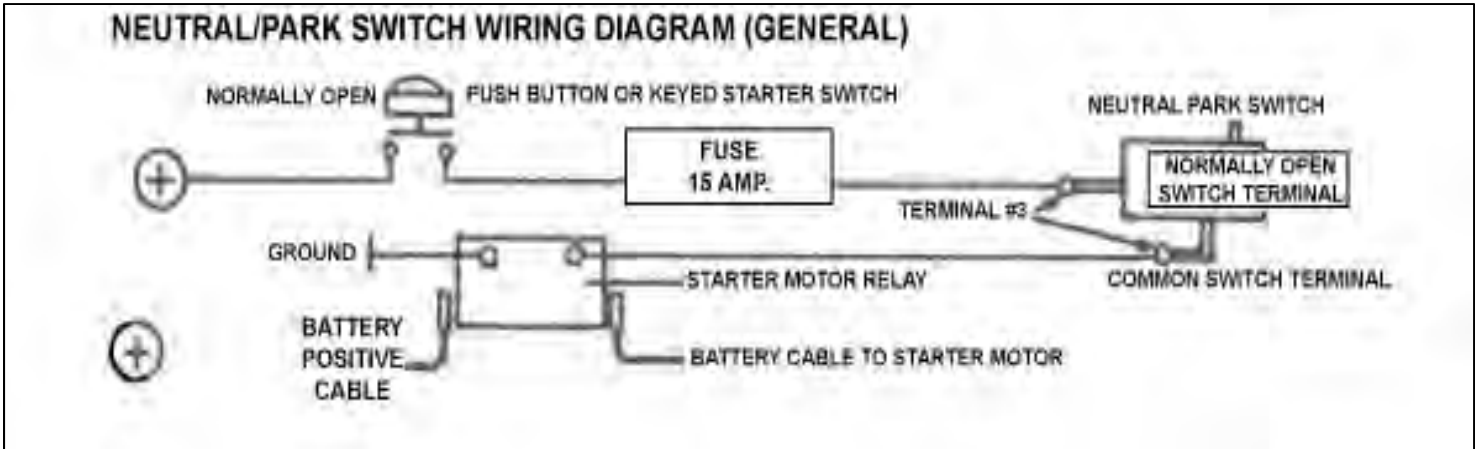 NEUTRAL/PARK SWITCH WIRING DIAGRAM (GENERAL)
NORMALLY OPEN
PUSH BUTTON OR KEYED STARTER SWITCH
NEUTRAL PARK SWITCH
FUSE
15 AMP.
NORMALLY OPEN
SWITCH TERMINAL
TERMINAL #3
GROUND
STARTER MOTOR RELAY
COMMON SWITCH TERMINAL
BATTERY
POSITIVE
CABLE
BATTERY CABLE TO STARTER MOTOR